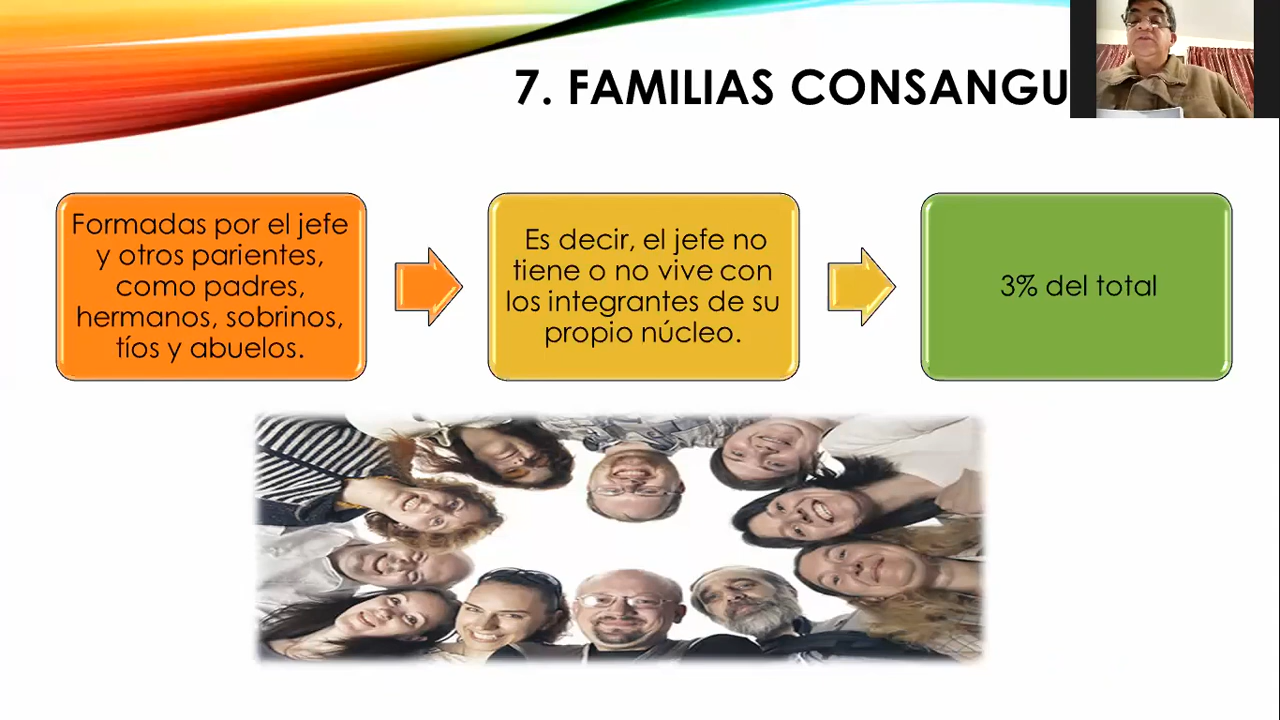 7. FAMILIAS CONSANGU
Formadas por el jefe
y otros parientes,
como padres,
hermanos, sobrinos,
tíos y abuelos.
Es decir, el jefe no
tiene o no vive con
los integrantes de su
propio núcleo.
3% del total